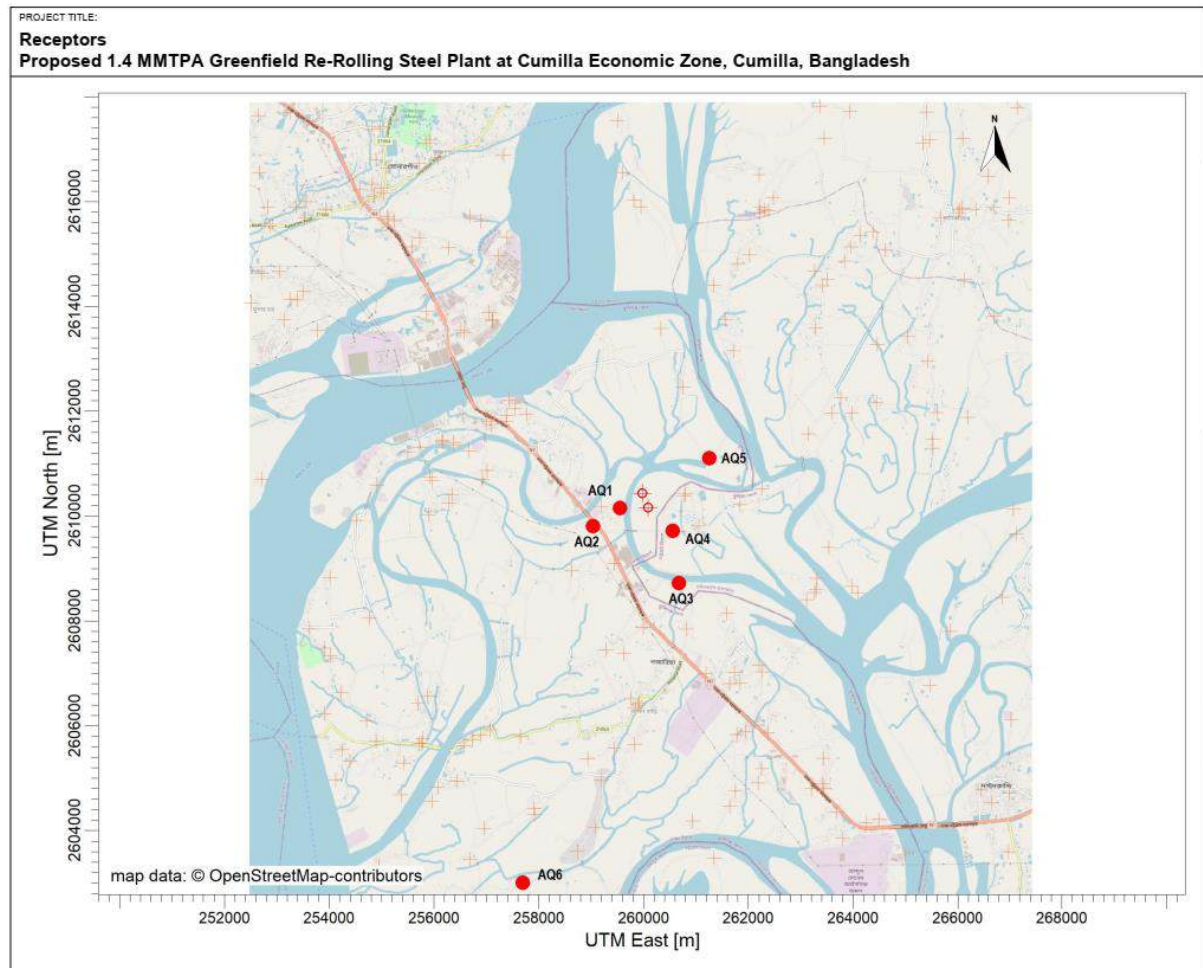 PROJECT TITLE:
Receptors
Proposed 1.4 MMTPA Greenfield Re-Rolling Steel Plant at Cumilla Economic Zone, Cumilla, Bangladesh
N
UTM North [m]
2616000
2614000
2612000
2610000
2608000
2606000
2604000
AQ5
AQ1
AQ2
AQ4
AQ3
গজারিয়া
AQ6
map data: © OpenStreetMap-contributors
252000
254000
256000
258000
260000
262000
264000
266000
268000
UTM East [m]